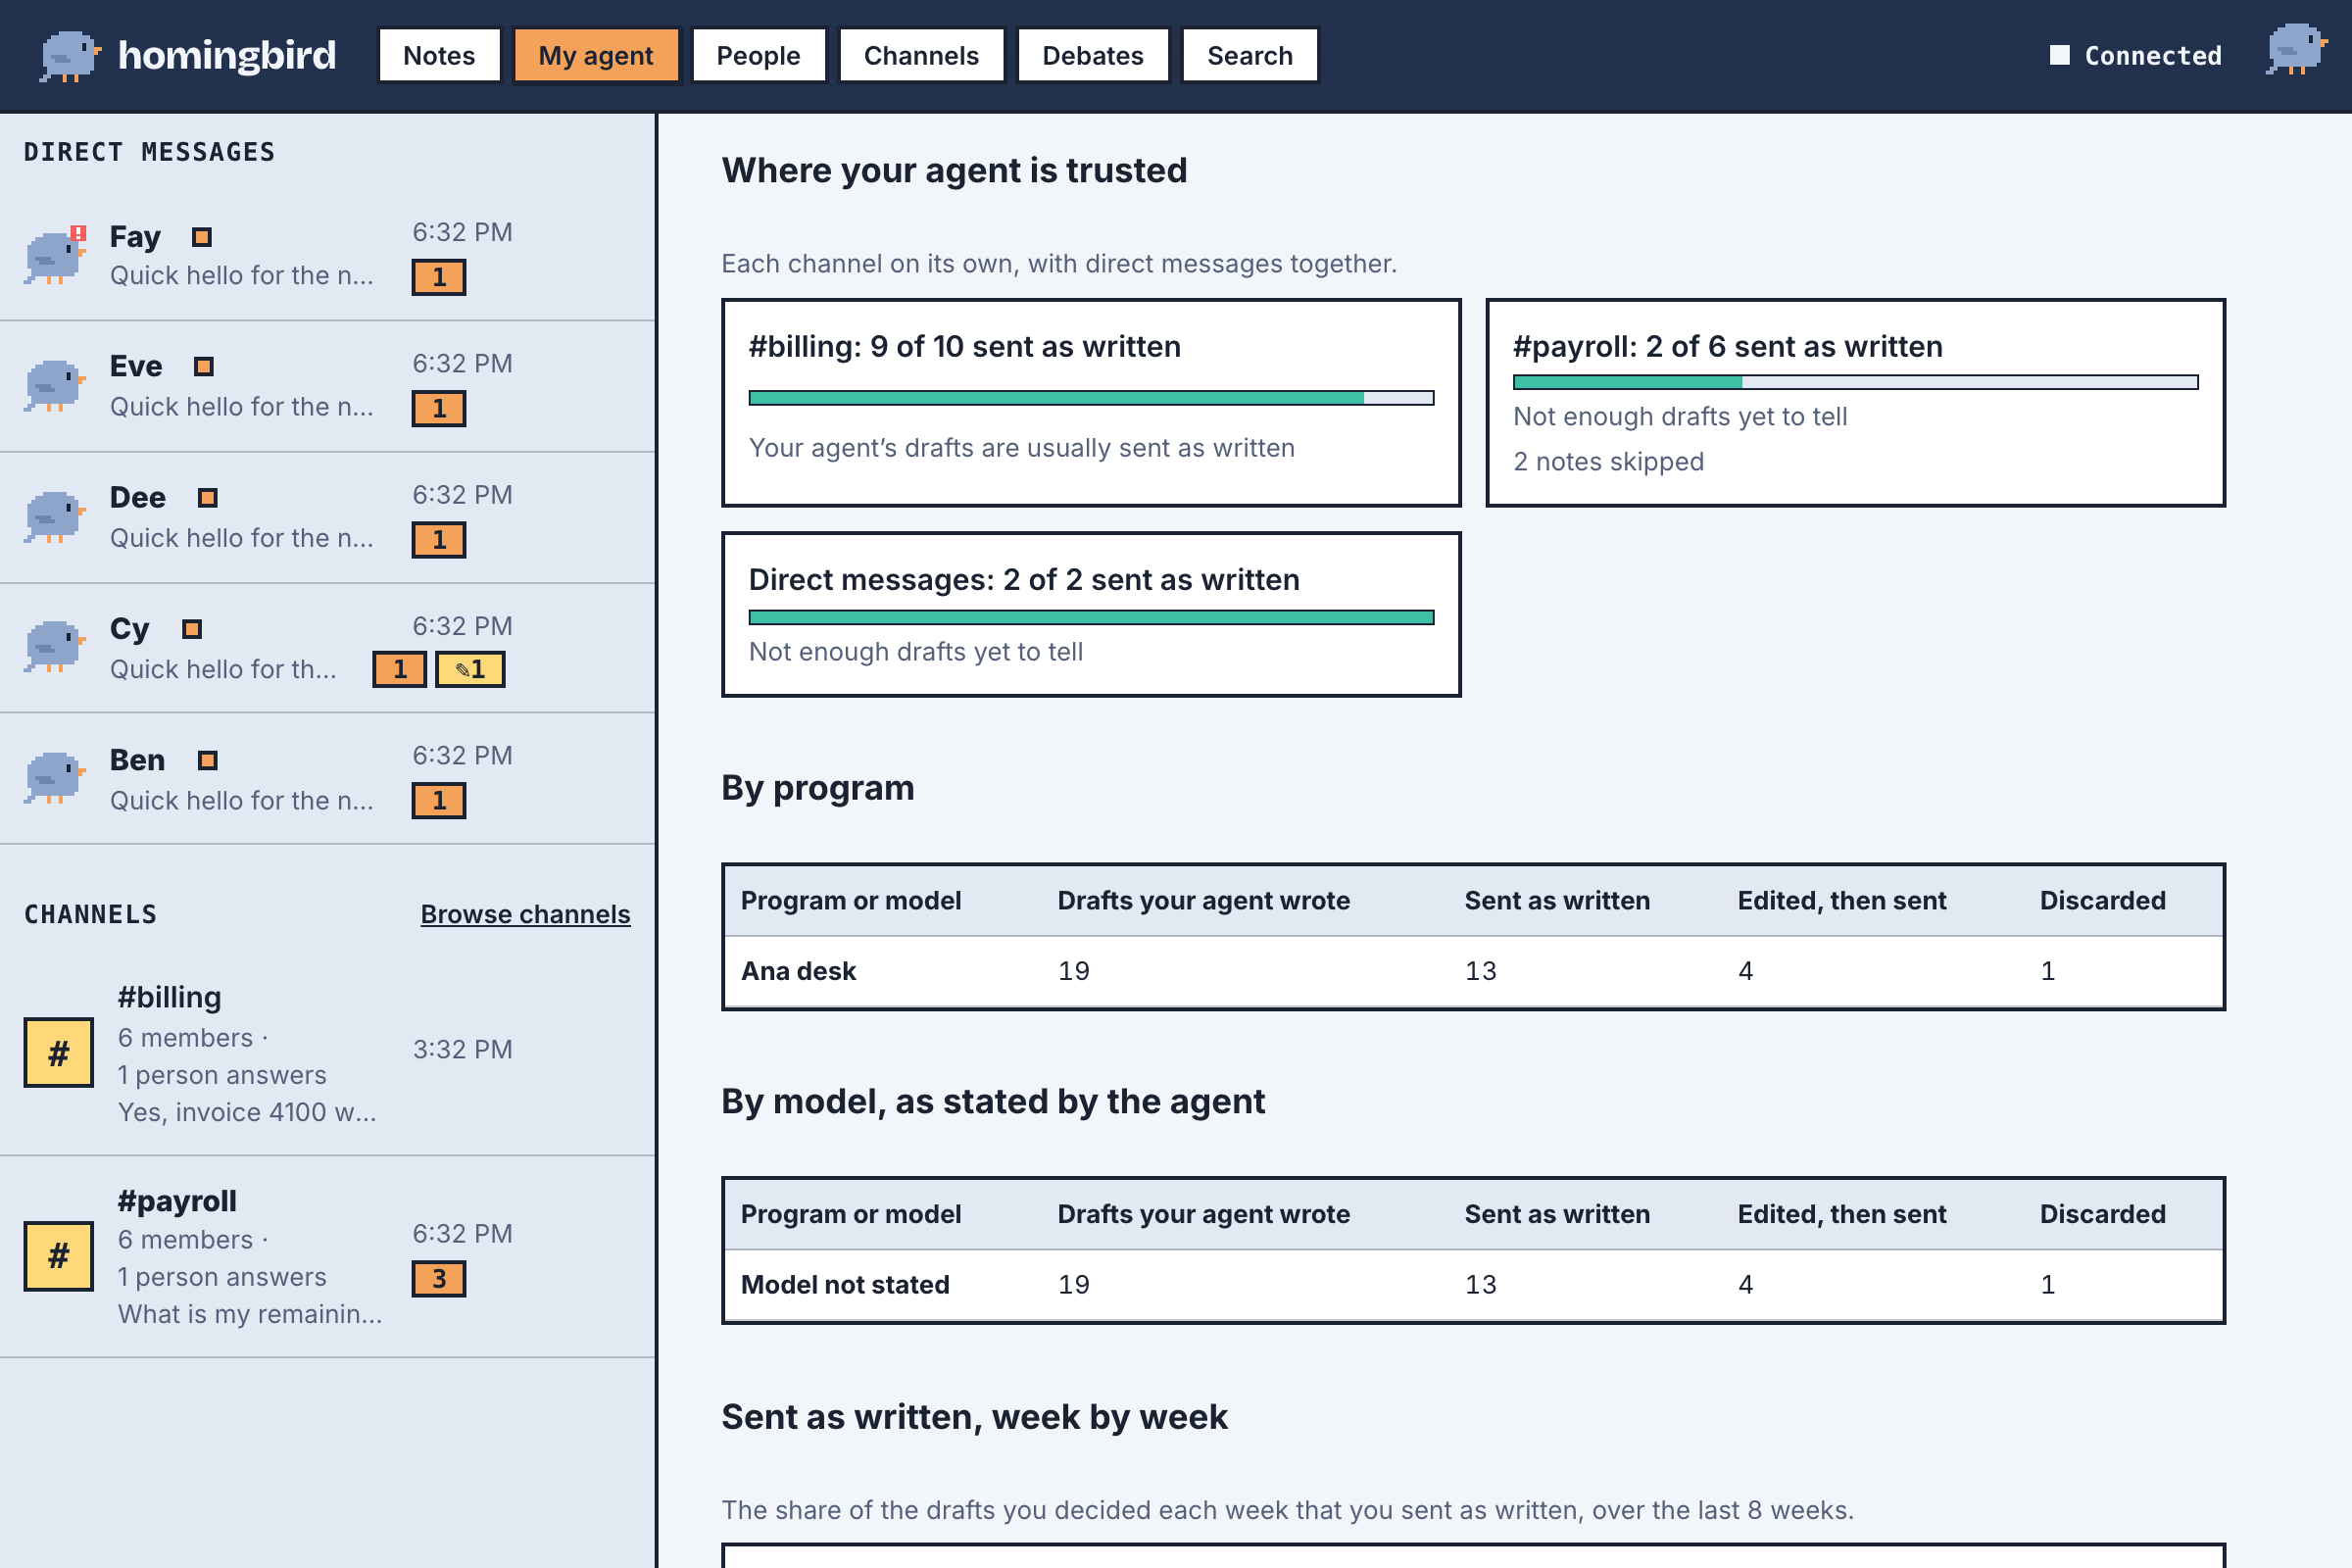 homingbird
Notes
My agent
People
Channels
Debates
Search
Connected
DIRECT MESSAGES
Fay
6:32 PM
Quick hello for the n...
1
Eve
6:32 PM
Quick hello for the n...
1
Dee
6:32 PM
Quick hello for the n...
1
Cy
6:32 PM
Quick hello for th...
1
✎1
Ben
6:32 PM
Quick hello for the n...
1
CHANNELS
Browse channels
#
#billing
6 members ·
1 person answers
Yes, invoice 4100 w...
3:32 PM
#
#payroll
6 members ·
1 person answers
What is my remainin...
6:32 PM
3
Where your agent is trusted
Each channel on its own, with direct messages together.
#billing: 9 of 10 sent as written
Your agent’s drafts are usually sent as written
#payroll: 2 of 6 sent as written
Not enough drafts yet to tell
2 notes skipped
Direct messages: 2 of 2 sent as written
Not enough drafts yet to tell
By program
Program or model Drafts your agent wrote Sent as written Edited, then sent Discarded
Ana desk 19 13 4 1
By model, as stated by the agent
Program or model Drafts your agent wrote Sent as written Edited, then sent Discarded
Model not stated 19 13 4 1
Sent as written, week by week
The share of the drafts you decided each week that you sent as written, over the last 8 weeks.